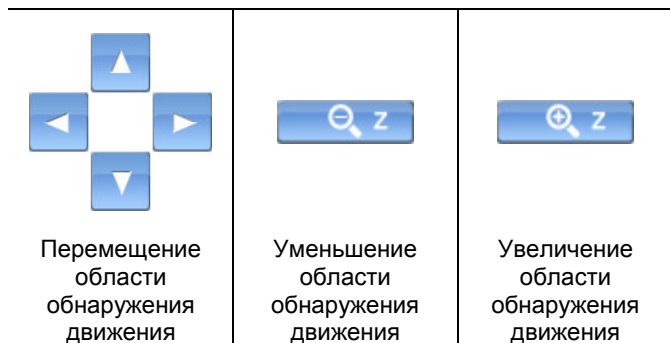 Z
Z
Перемещение
области
обнаружения
движения
Уменьшение
области
обнаружения
движения
Увеличение
области
обнаружения
движения